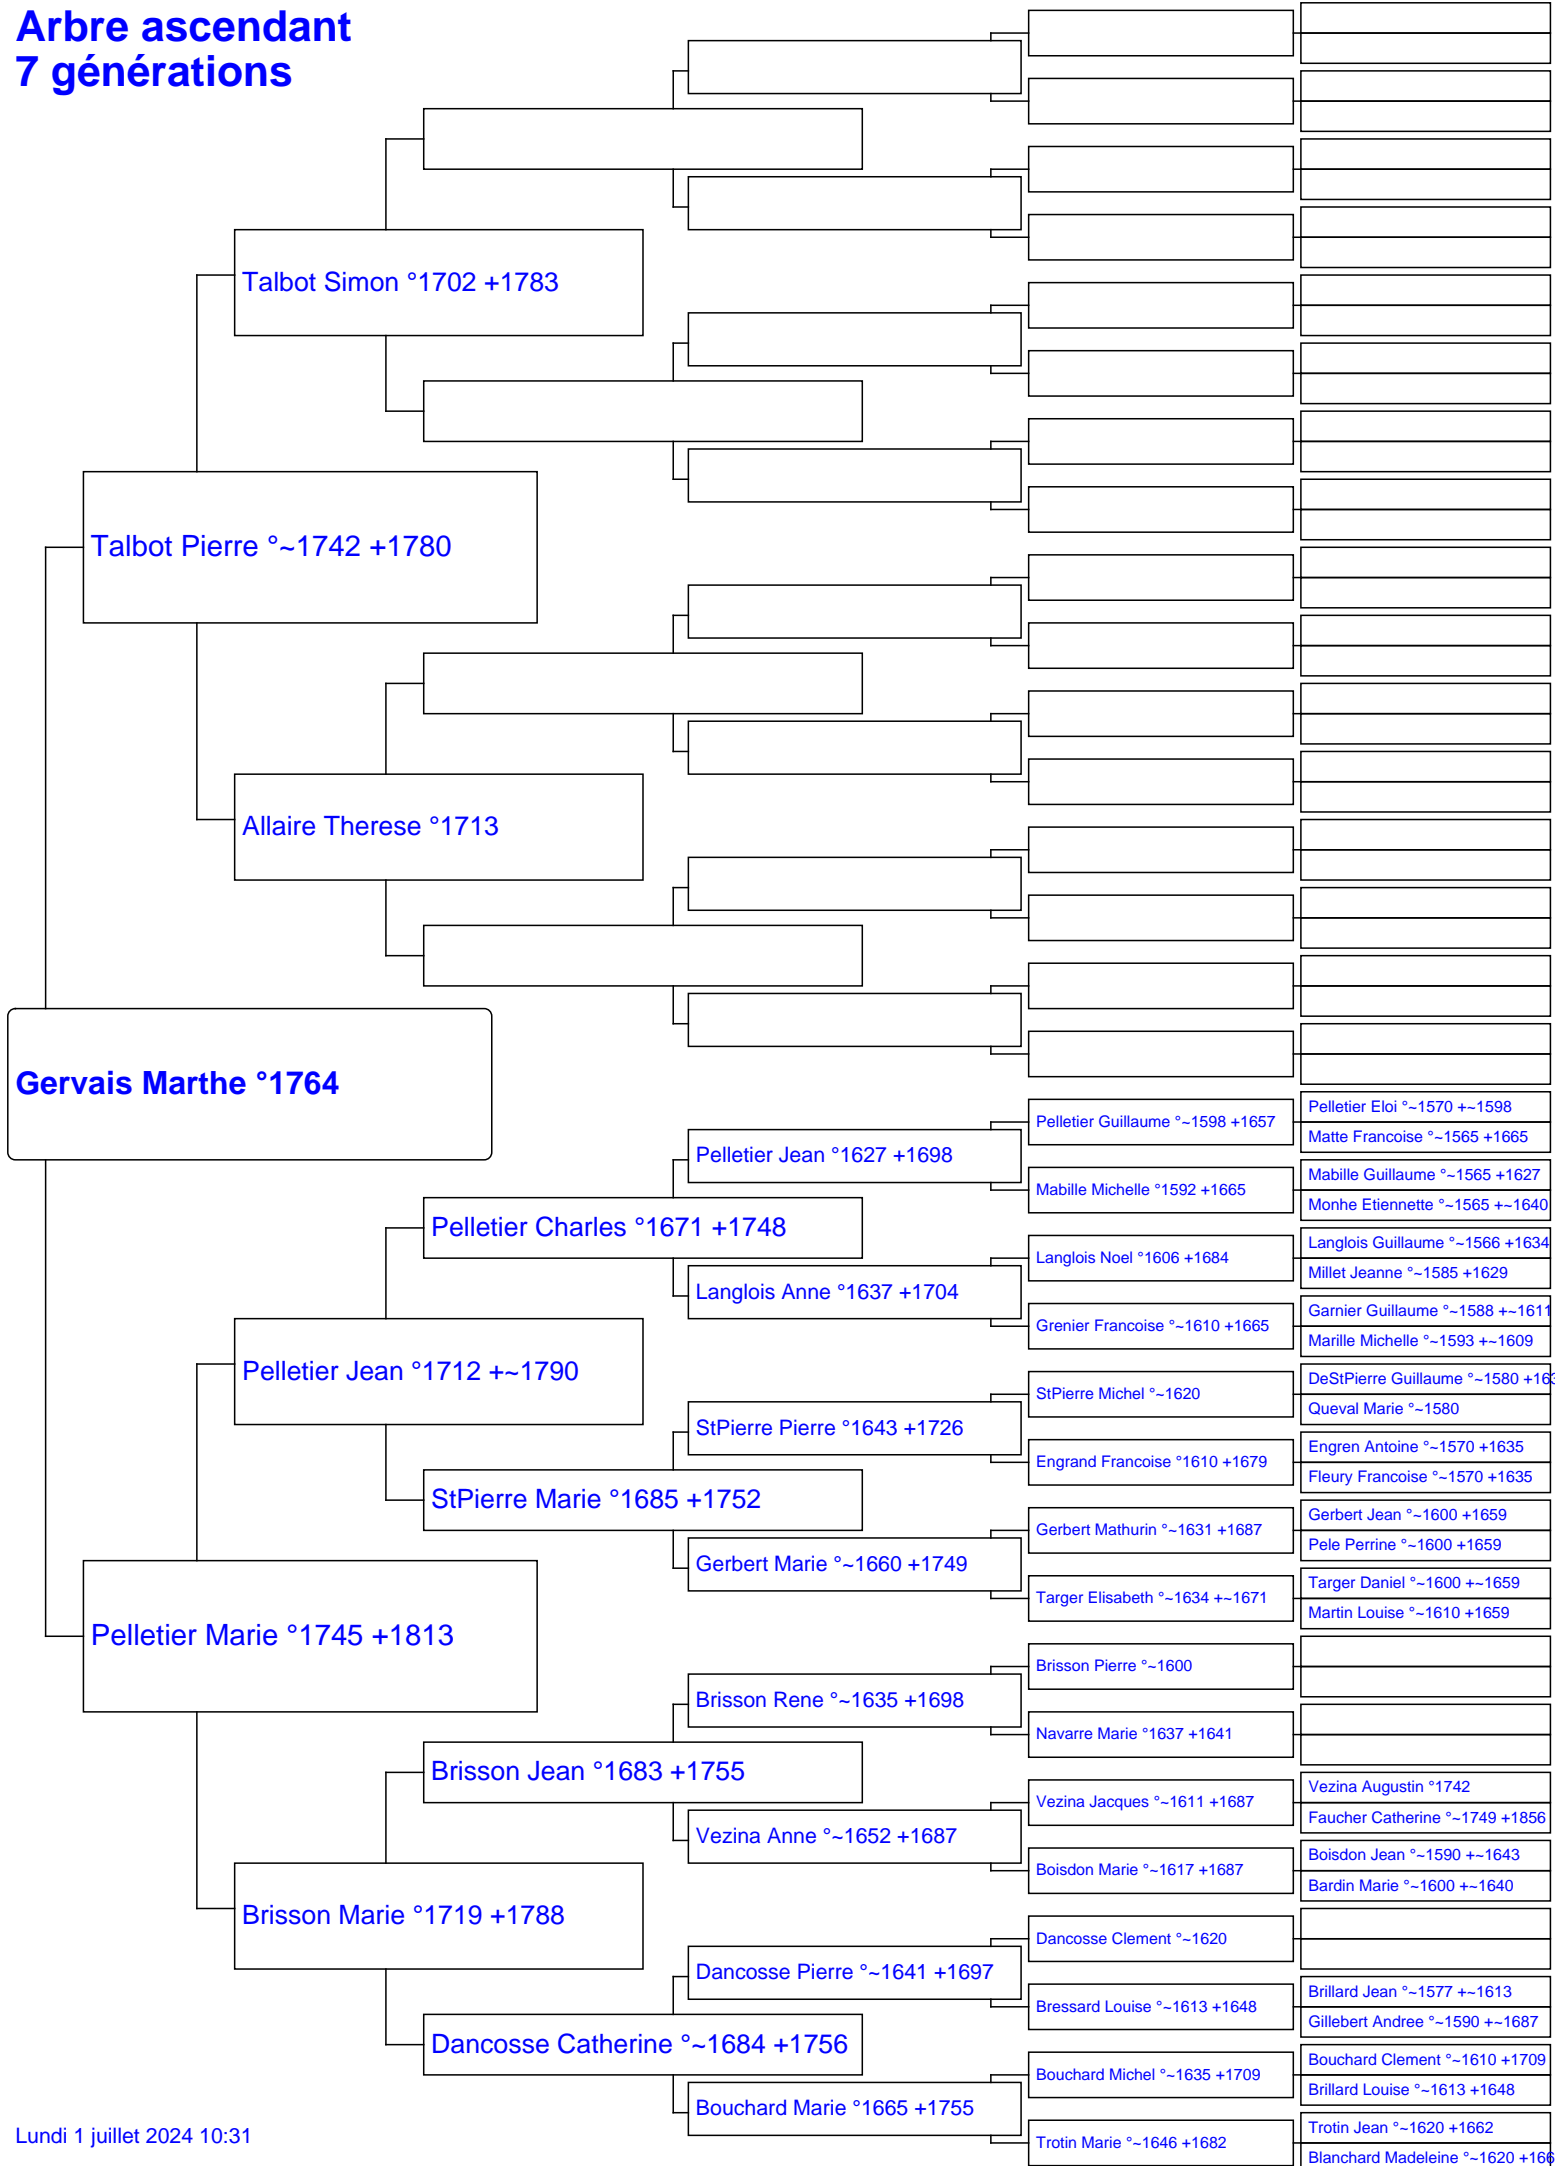 Arbre ascendant
7 générations
Talbot Simon °1702 +1783
Talbot Pierre °~1742 +1780
Allaire Therese °1713
Gervais Marthe °1764
Pelletier Eloi °~1570 +~1598
Pelletier Guillaume °~1598 +1657
Matte Francoise °~1565 +1665
Pelletier Jean °1627 +1698
Mabille Guillaume °~1565 +1627
Mabille Michelle °1592 +1665
Monhe Etiennette °~1565 +~1640
Pelletier Charles °1671 +1748
Langlois Guillaume °~1566 +1634
Langlois Noel °1606 +1684
Millet Jeanne °~1585 +1629
Langlois Anne °1637 +1704
Garnier Guillaume °~1588 +~1611
Grenier Francoise °~1610 +1665
Marille Michelle °~1593 +~1609
Pelletier Jean °1712 +~1790
DeStPierre Guillaume °~1580
StPierre Michel °~1620
Queval Marie °~1580
StPierre Pierre °1643 +1726
Engren Antoine °~1570 +1635
Engrand Francoise °1610 +1679
Fleury Francoise °~1570 +1635
StPierre Marie °1685 +1752
Gerbert Jean °~1600 +1659
Gerbert Mathurin °~1631 +1687
Pele Perrine °~1600 +1659
Gerbert Marie °~1660 +1749
Targer Daniel °~1600 +~1659
Targer Elisabeth °~1634 +~1671
Martin Louise °~1610 +1659
Pelletier Marie °1745 +1813
Brisson Pierre °~1600
Brisson Rene °~1635 +1698
Navarre Marie °1637 +1641
Brisson Jean °1683 +1755
Vezina Augustin °1742
Vezina Jacques °~1611 +1687
Faucher Catherine °~1749 +1856
Vezina Anne °~1652 +1687
Boisdon Jean °~1590 +~1643
Boisdon Marie °~1617 +1687
Bardin Marie °~1600 +~1640
Brisson Marie °1719 +1788
Dancosse Clement °~1620
Dancosse Pierre °~1641 +1697
Brillard Jean °~1577 +~1613
Bressard Louise °~1613 +1648
Gillebert Andree °~1590 +~1687
Dancosse Catherine °~1684 +1756
Bouchard Clement °~1610 +1709
Bouchard Michel °~1635 +1709
Brillard Louise °~1613 +1648
Bouchard Marie °1665 +1755
Trotin Jean °~1620 +1662
Trotin Marie °~1646 +1682
Blanchard Madeleine °~1620
Lundi 1 juillet 2024 10:31